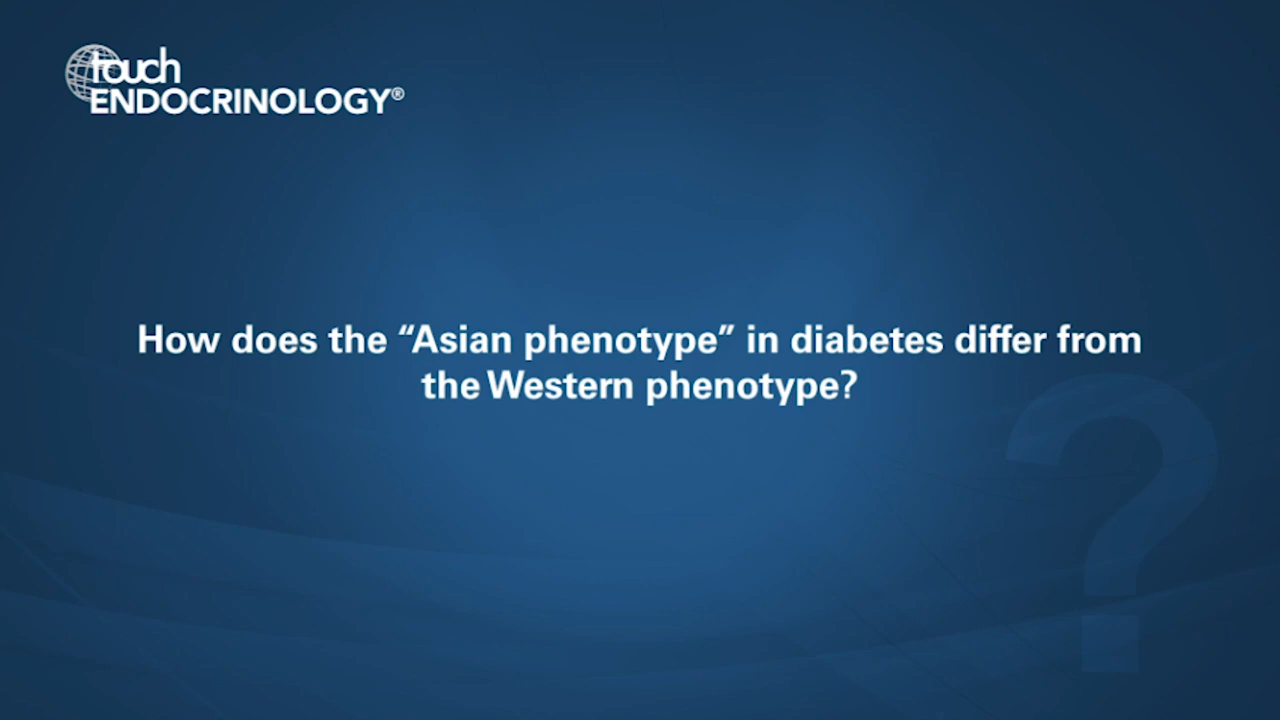 touch
ENDOCRINOLOGY®
How does the “Asian phenotype” in diabetes differ from
the Western phenotype?
?